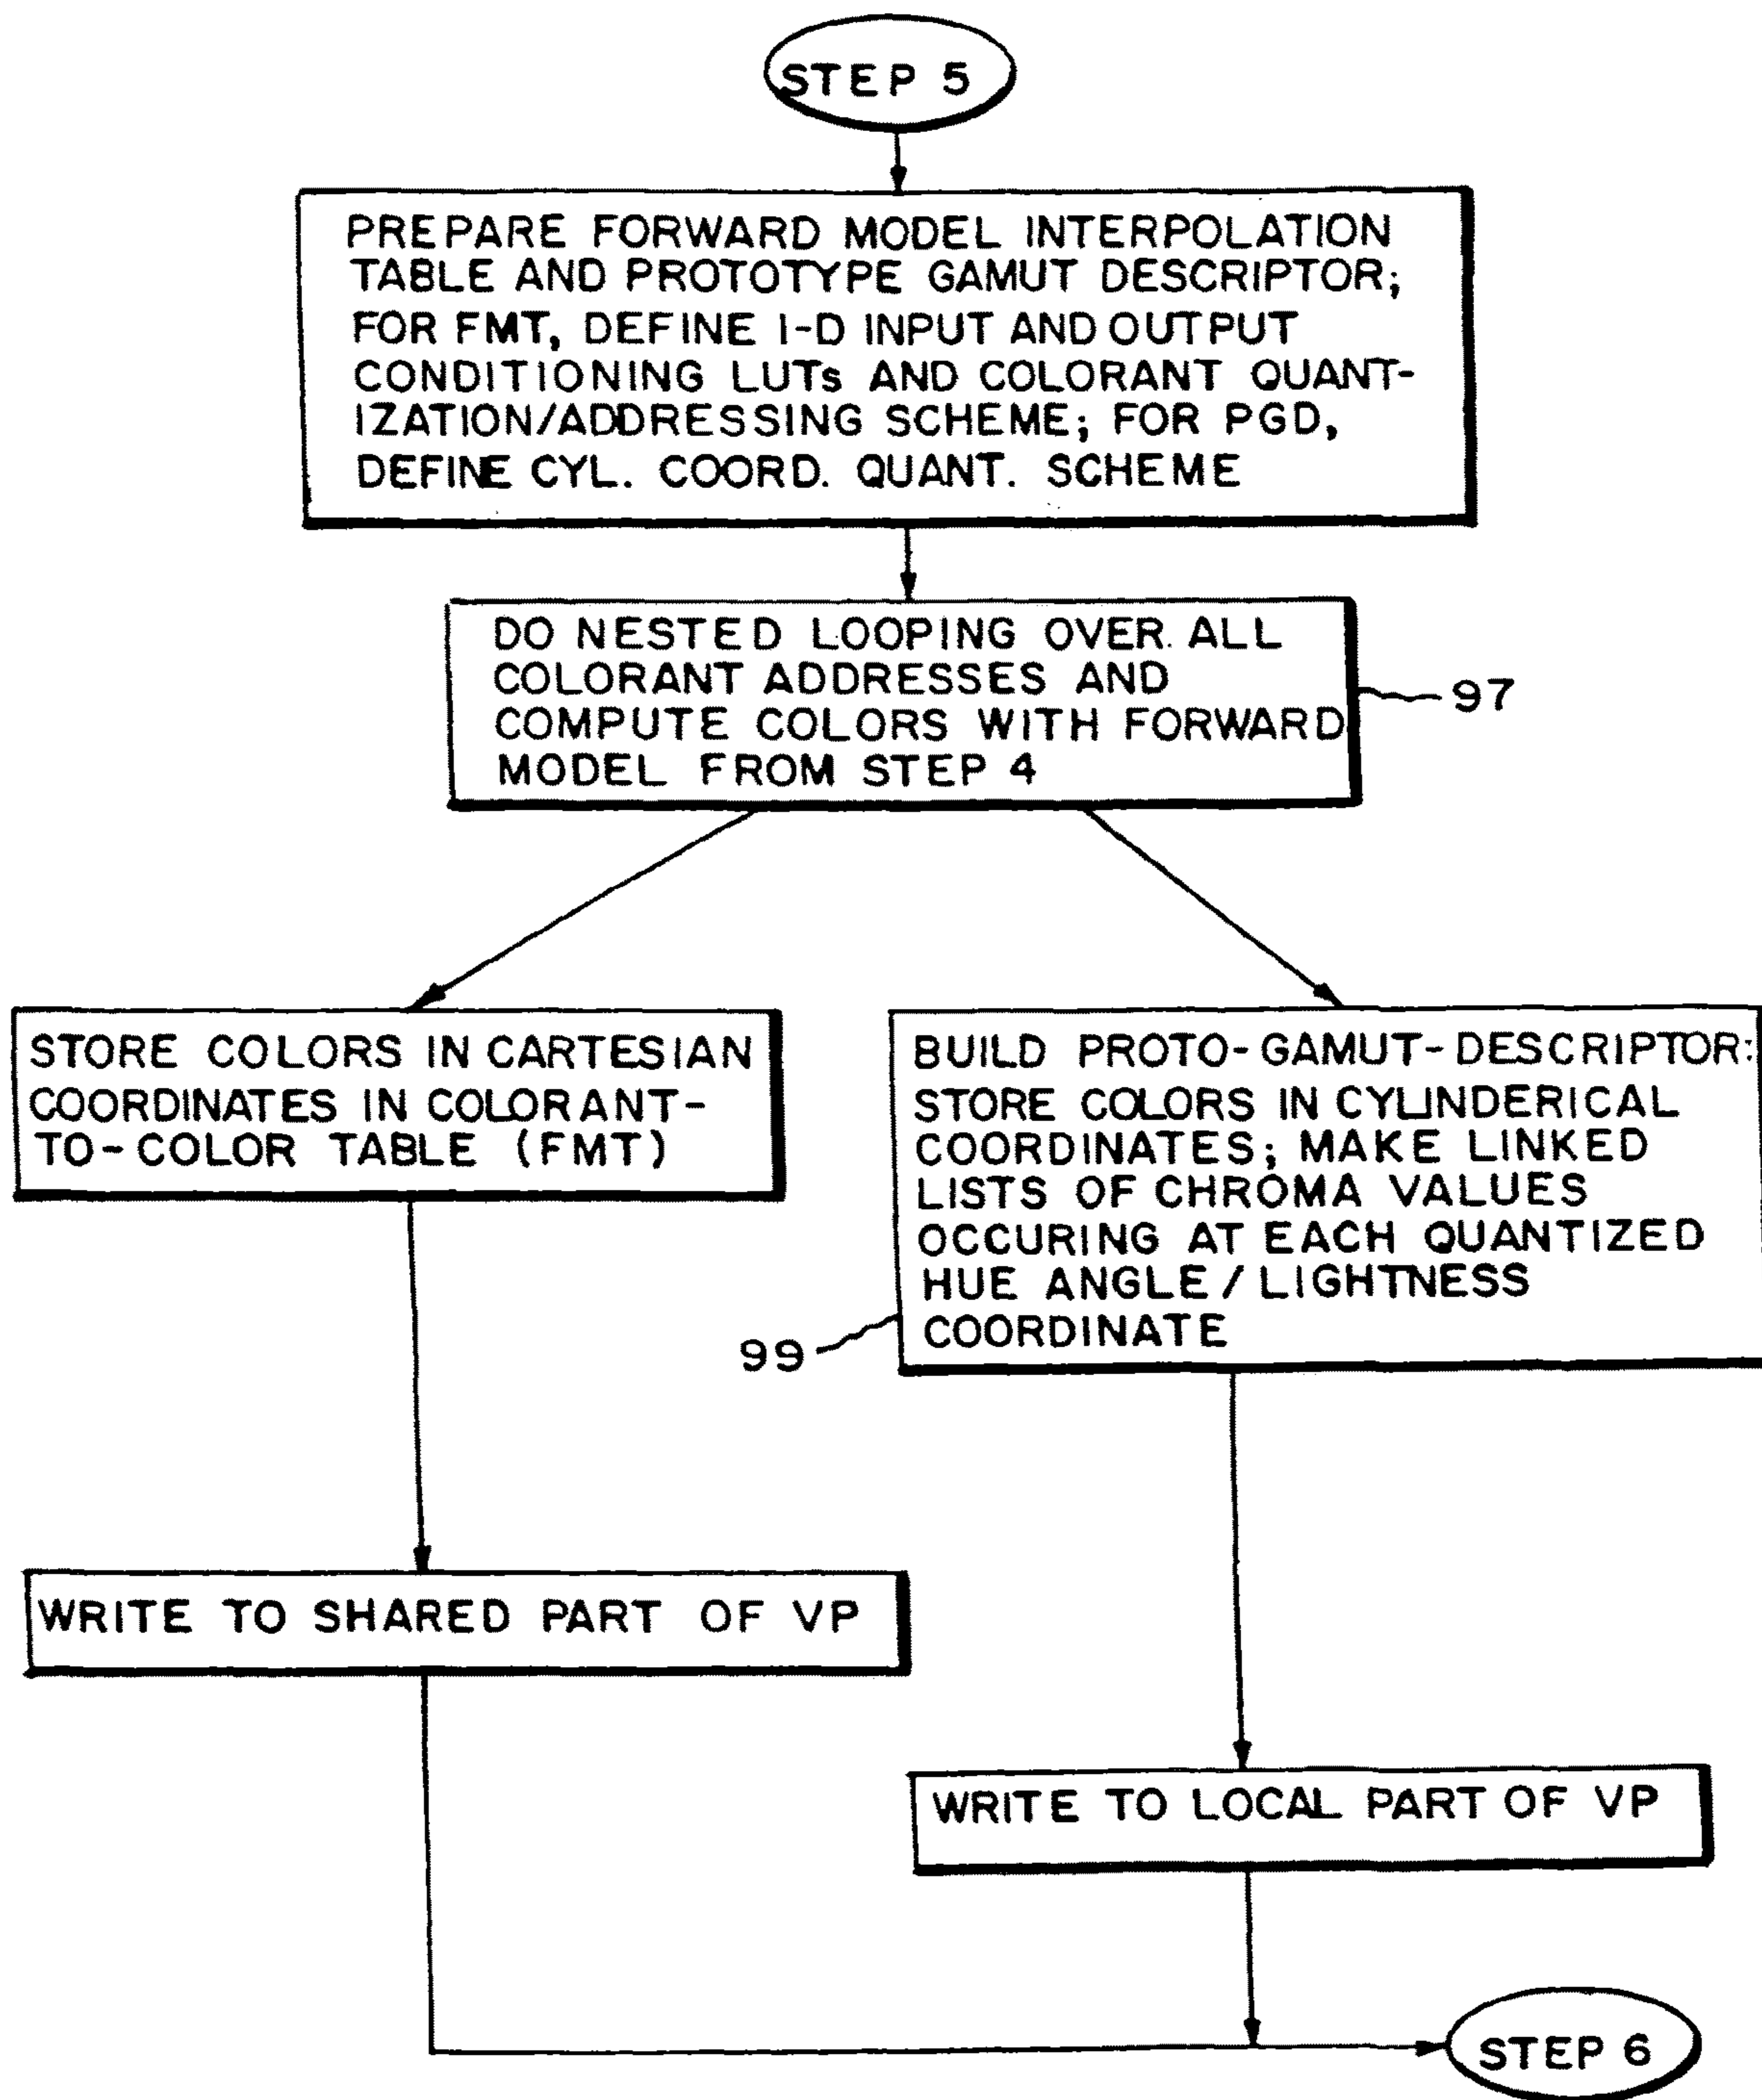 STEP 5
PREPARE FORWARD MODEL INTERPOLATION
TABLE AND PROTOTYPE GAMUT DESCRIPTOR;
FOR FMT, DEFINE 1-D INPUT AND OUTPUT
CONDITIONING LUTs AND COLORANT QUANT-
IZATION/ADDRESSING SCHEME; FOR PGD,
DEFINE CYL. COORD. QUANT. SCHEME
DO NESTED LOOPING OVER ALL
COLORANT ADDRESSES AND
COMPUTE COLORS WITH FORWARD
MODEL FROM STEP 4
97
STORE COLORS IN CARTESIAN
COORDINATES IN COLORANT-
TO-COLOR TABLE (FMT)
BUILD PROTO-GAMUT-DESCRIPTOR:
STORE COLORS IN CYLINDERICAL
COORDINATES; MAKE LINKED
LISTS OF CHROMA VALUES
OCCURING AT EACH QUANTIZED
HUE ANGLE/LIGHTNESS
COORDINATE
99
WRITE TO SHARED PART OF VP
WRITE TO LOCAL PART OF VP
STEP 6